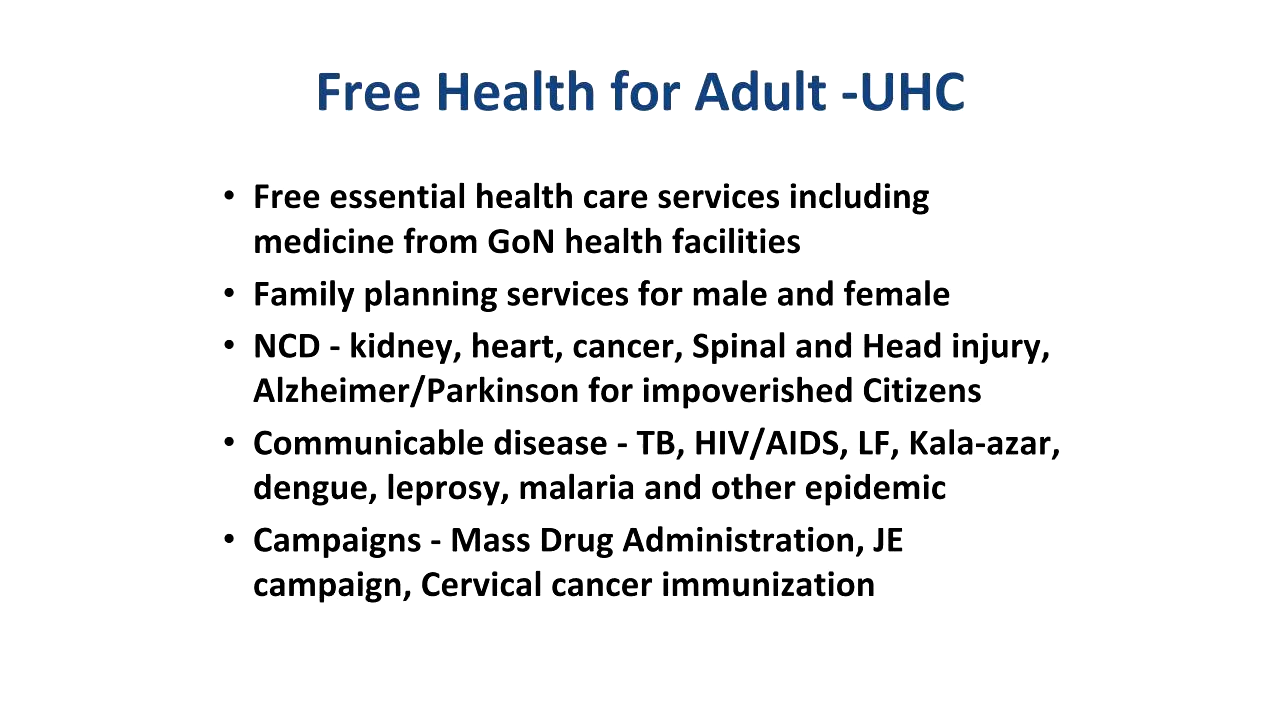 Free Health for Adult -UHC
• Free essential health care services including
medicine from GoN health facilities
• Family planning services for male and female
• NCD - kidney, heart, cancer, Spinal and Head injury,
Alzheimer/Parkinson for impoverished Citizens
• Communicable disease - TB, HIV/AIDS, LF, Kala-azar,
dengue, leprosy, malaria and other epidemic
• Campaigns - Mass Drug Administration, JE
campaign, Cervical cancer immunization